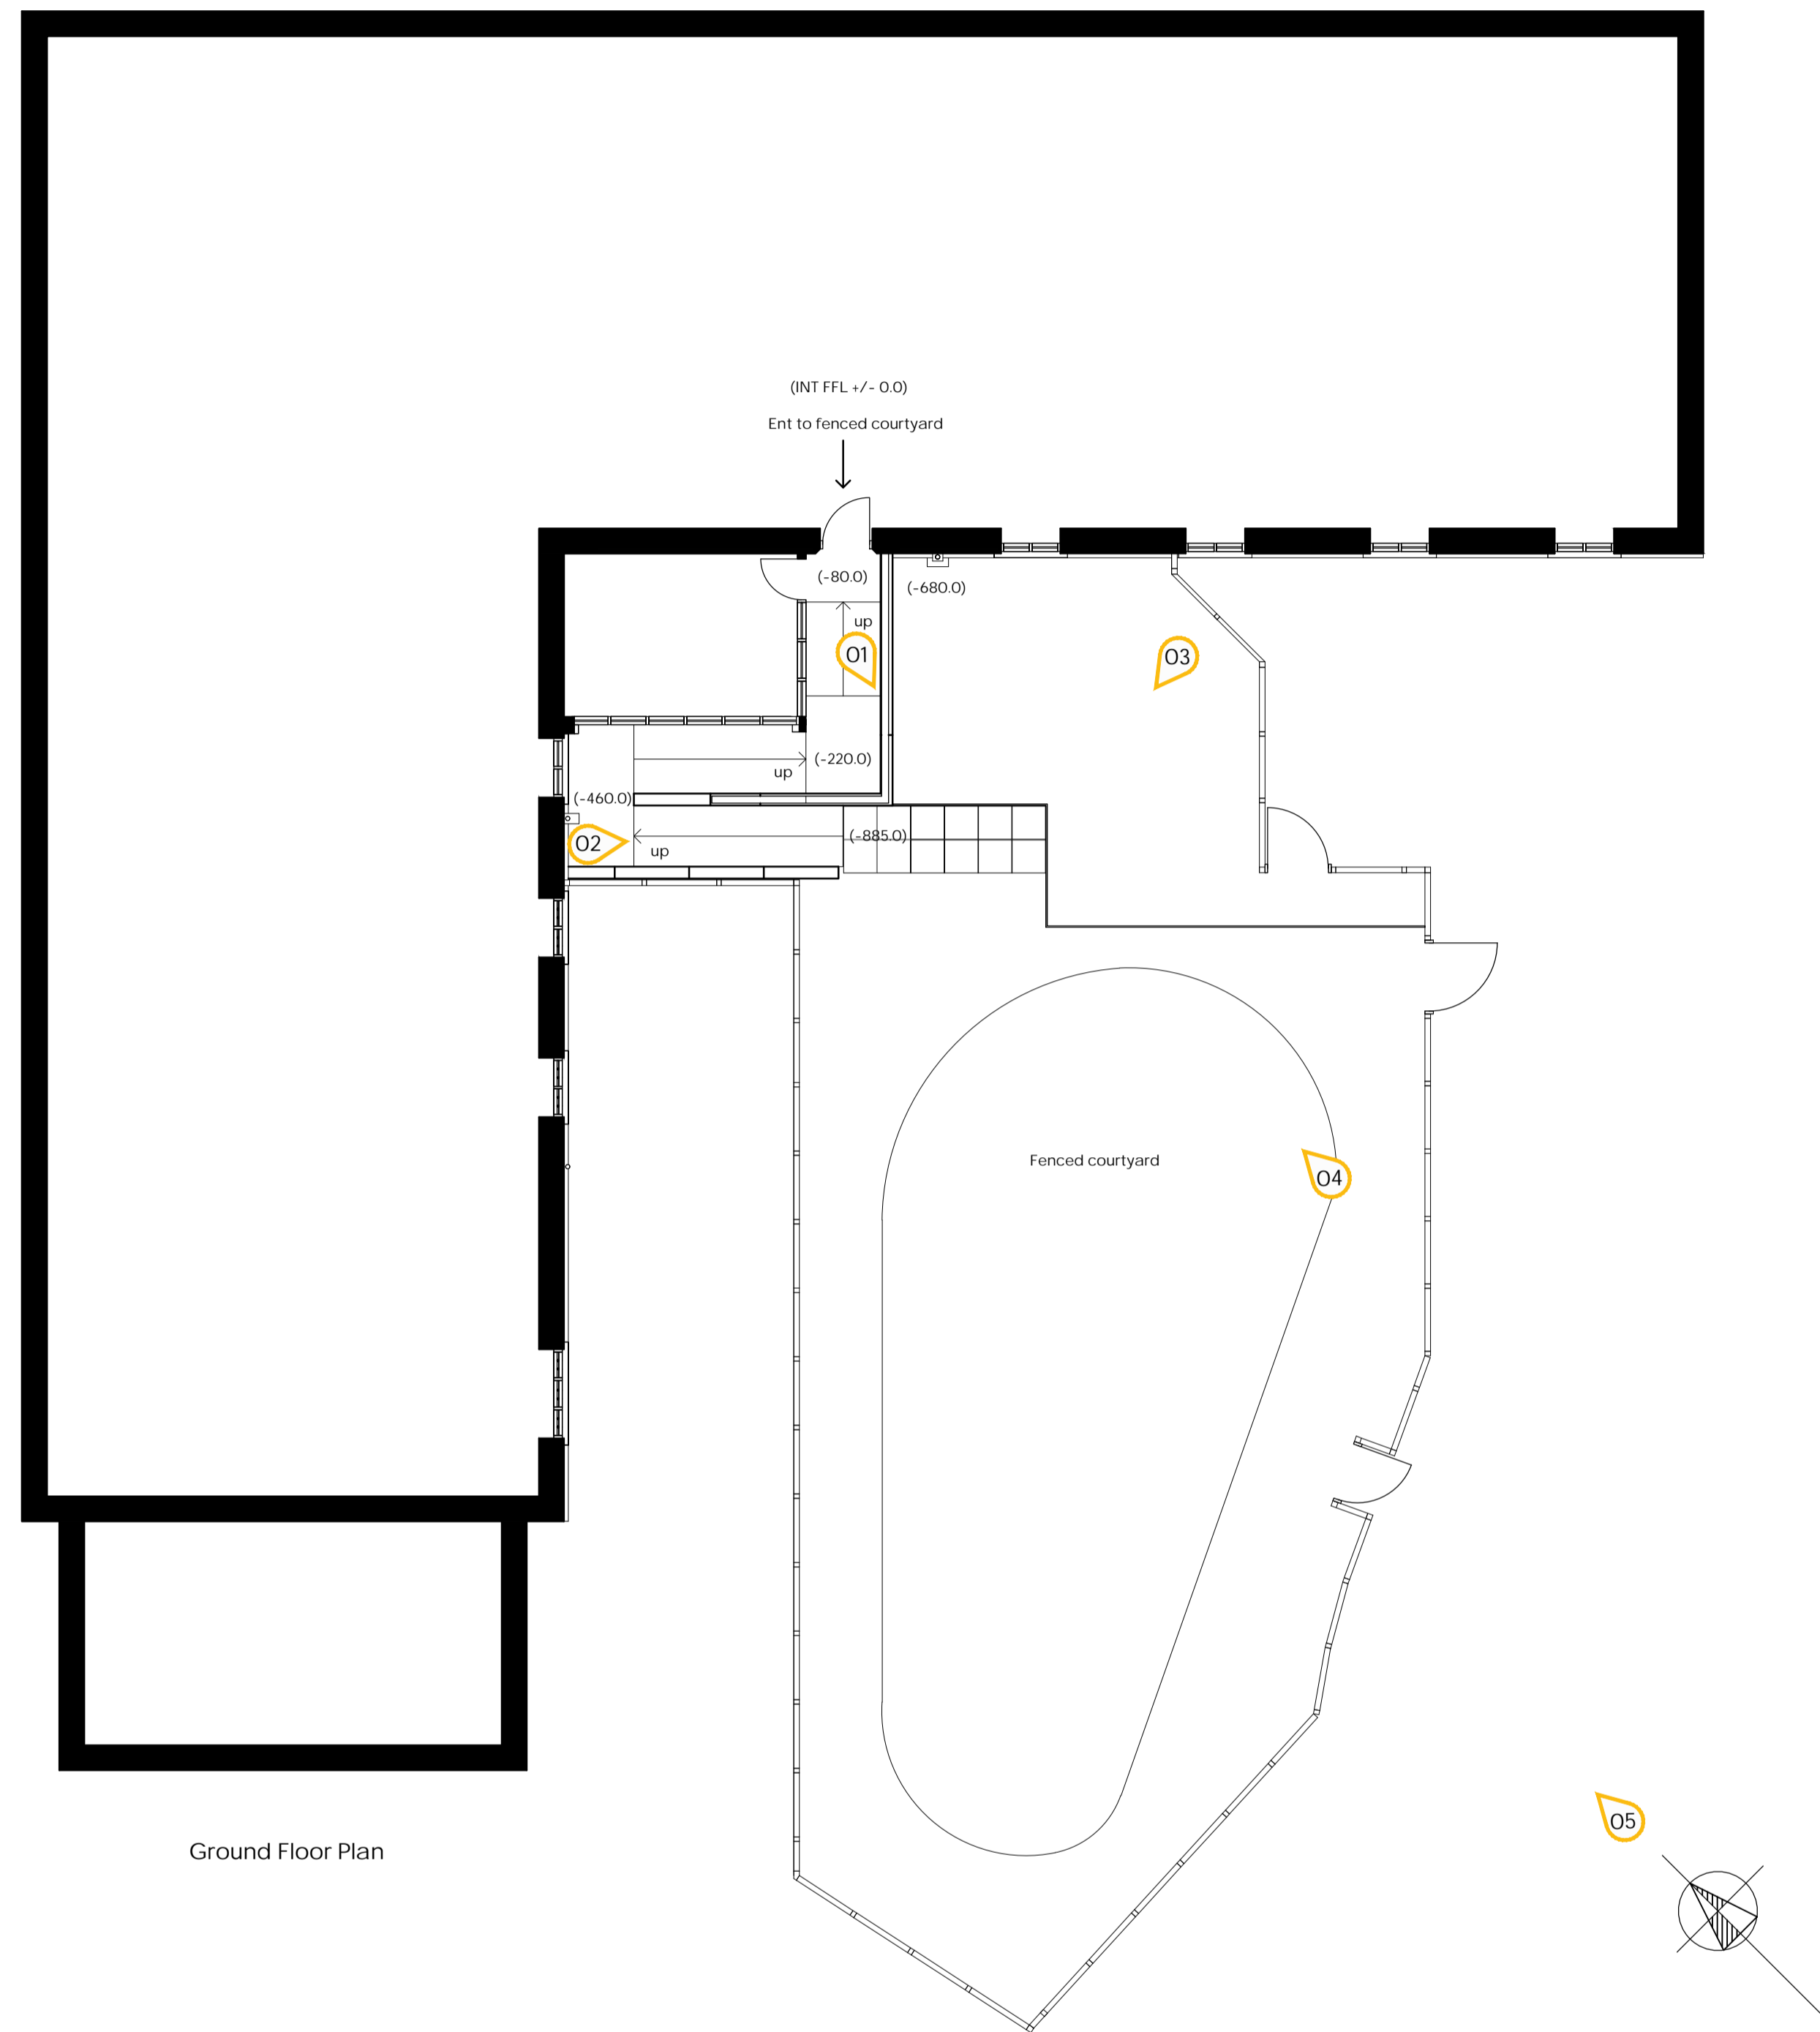 (INT FFL +/- 0.0)
Ent to fenced courtyard
(-80.0)
(-680.0)
up
01
03
(-220.0)
up
(-460.0)
(-885.0)
02
up
Fenced courtyard
04
05
Ground Floor Plan